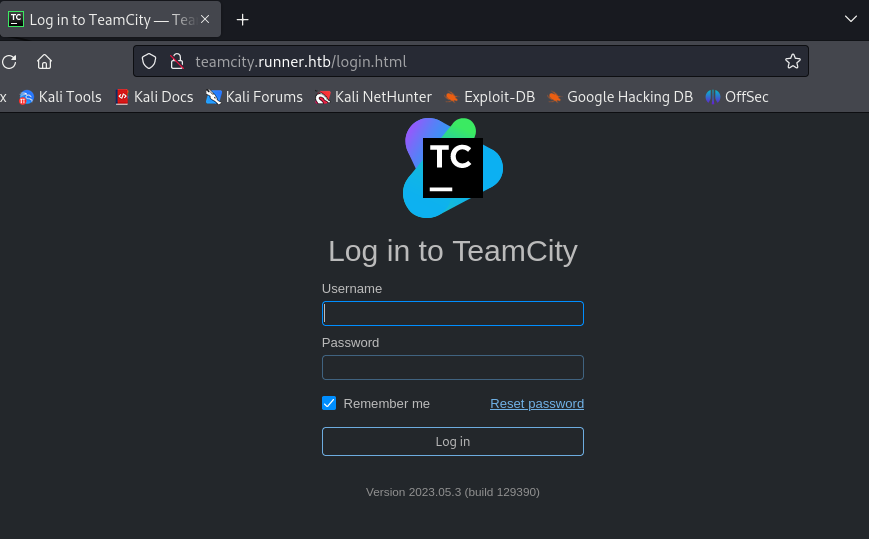 TC Log in to TeamCity — Tea
teamcity.runner.htb/login.html
x Kali Tools Kali Docs Kali Forums Kali NetHunter Exploit-DB Google Hacking DB OffSec
TC
Log in to TeamCity
Username
Password
Remember me Reset password
Log in
Version 2023.05.3 (build 129390)